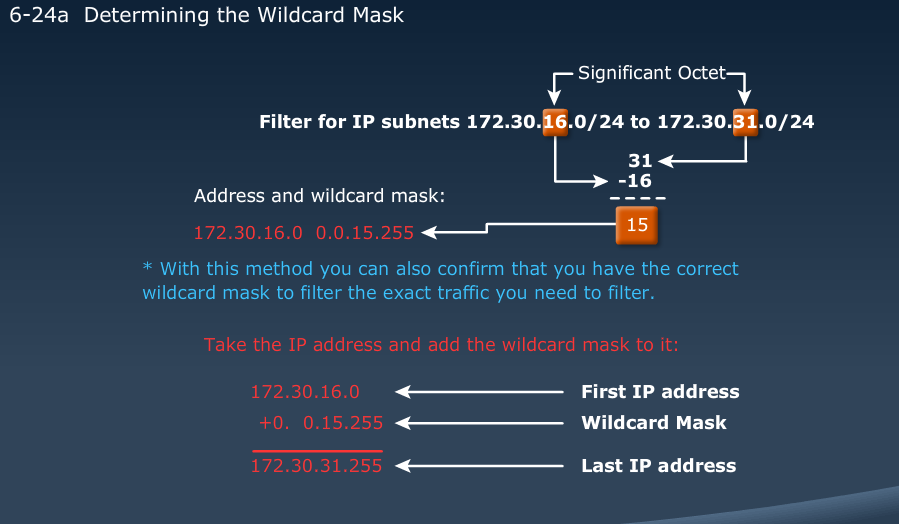 6-24a  Determining the Wildcard Mask
Significant Octet
Filter for IP subnets 172.30.16.0/24 to 172.30.31.0/24
31
-16
Address and wildcard mask:
15
172.30.16.0  0.0.15.255
* With this method you can also confirm that you have the correct
wildcard mask to filter the exact traffic you need to filter.
Take the IP address and add the wildcard mask to it:
172.30.16.0 First IP address
+0.  0.15.255 Wildcard Mask
172.30.31.255 Last IP address